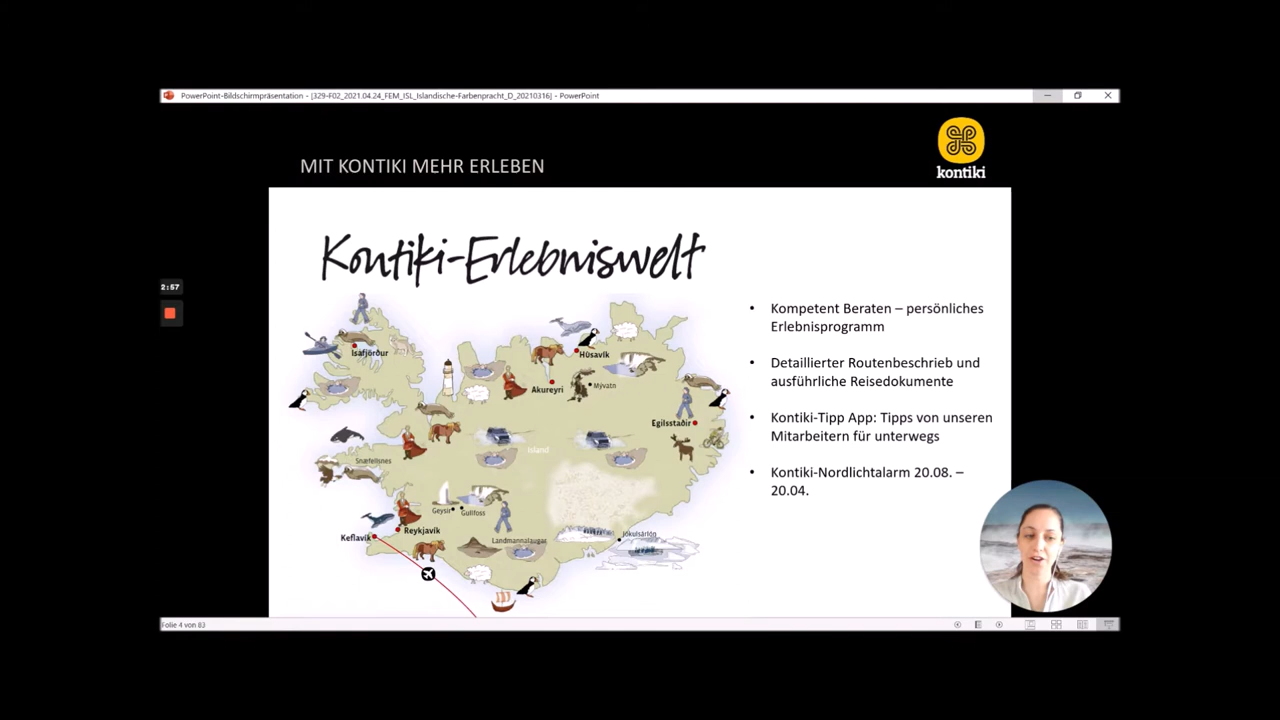 PowerPoint-Bildschirmpräsentation - [329-F02_2021.04.24_FEM_ISL_Islandische-Farbenpracht_D_20210316] - PowerPoint
MIT KONTIKI MEHR ERLEBEN
kontiki
2:57
Kontiki-Erlebniswelt
Isafjörður
Húsavík
Akureyri
Mývatn
Egilsstaðir
Island
Snæfellsnes
Geysir
Gullfoss
Keflavík
Reykjavík
Landmannalaugar
Jökulsárlón
• Kompetent Beraten – persönliches
Erlebnisprogramm
• Detaillierter Routenbeschrieb und
ausführliche Reisedokumente
• Kontiki-Tipp App: Tipps von unseren
Mitarbeitern für unterwegs
• Kontiki-Nordlichtalarm 20.08. –
20.04.
Folie 4 von 83